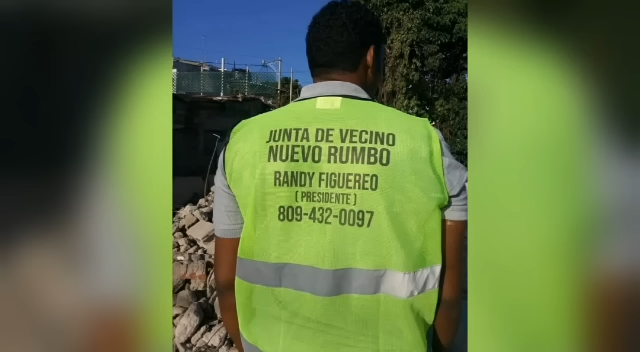 JUNTA DE VECINO
NUEVO RUMBO
RANDY FIGUEREO
[ PRESIDENTE ]
809-432-0097